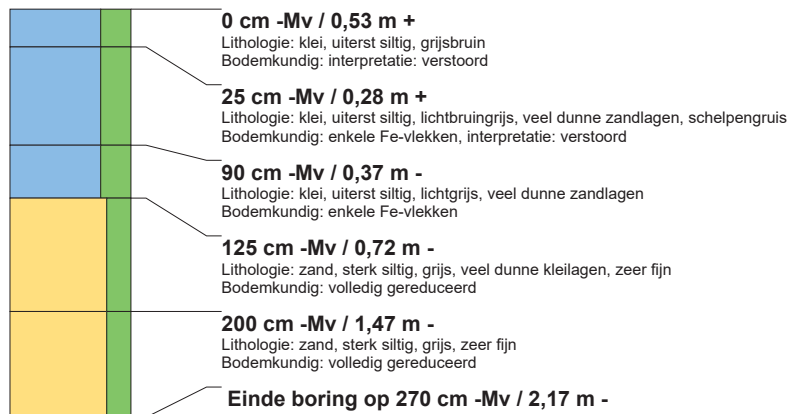 0 cm -Mv / 0,53 m +
Lithologie: klei, uiterst siltig, grijsbruin
Bodemkundig: interpretatie: verstoord
25 cm -Mv / 0,28 m +
Lithologie: klei, uiterst siltig, lichtbruingrijs, veel dunne zandlagen, schelpengruis
Bodemkundig: enkele Fe-vlekken, interpretatie: verstoord
90 cm -Mv / 0,37 m -
Lithologie: klei, uiterst siltig, lichtgrijs, veel dunne zandlagen
Bodemkundig: enkele Fe-vlekken
125 cm -Mv / 0,72 m -
Lithologie: zand, sterk siltig, grijs, veel dunne kleilagen, zeer fijn
Bodemkundig: volledig gereduceerd
200 cm -Mv / 1,47 m -
Lithologie: zand, sterk siltig, grijs, zeer fijn
Bodemkundig: volledig gereduceerd
Einde boring op 270 cm -Mv / 2,17 m -